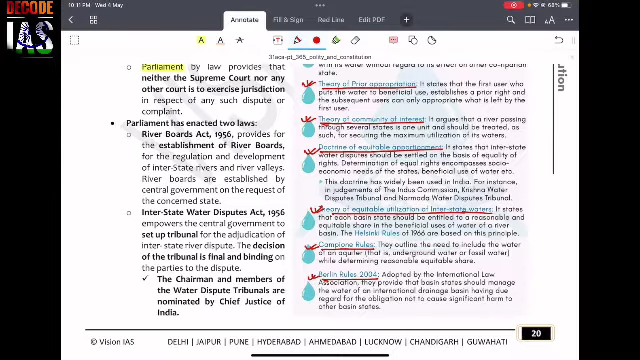 DECODE
IAS
10:11 PM Wed 4 May
68%
Annotate
Fill & Sign
Red Line
Edit PDF
31aca-pt_365_polity_and_constitution
Parliament by law provides that
neither the Supreme Court nor any
other court is to exercise jurisdiction
in respect of any such dispute or
complaint.
Parliament has enacted two laws:
River Boards Act, 1956, provides for
the establishment of River Boards,
for the regulation and development
of inter-State rivers and river valleys.
River boards are established by
central government on the request of
the concerned state.
Inter-State Water Disputes Act, 1956
empowers the central government to
set up tribunal for the adjudication of
inter-state river dispute. The decision
of the tribunal is final and binding on
the parties to the dispute.
✓ The Chairman and members of
the Water Dispute Tribunals are
nominated by Chief Justice of
India.
with its water without regard to its effect on other co-riparian
state.
Theory of Prior appropriation: It states that the first user who
puts the water to beneficial use, establishes a prior right and
the subsequent users can only appropriate what is left by the
first user.
Theory of community of interest: It argues that a river passing
through several states is one unit and should be treated, as
such, for securing the maximum utilization of its waters.
Doctrine of equitable apportionment: It states that inter-state
water disputes should be settled on the basis of equality of
rights. Determination of equal rights encompasses socio-
economic needs of the states, beneficial use of water etc.
This doctrine has widely been used in India. For instance,
in judgements of The Indus Commission, Krishna Water
Disputes Tribunal and Narmada Water Disputes Tribunal.
Theory of equitable utilization of Inter-state waters: It states
that each basin state should be entitled to a reasonable and
equitable share in the beneficial uses of water of a river
basin. The Helsinki Rules of 1966 are based on this principle.
Campione Rules: They outline the need to include the water
of an aquifer (that is, underground water or fossil water)
while determining reasonable equitable share.
Berlin Rules 2004: Adopted by the International Law
Association, they provide that basin states should manage
the water of an international drainage basin having due
regard for the obligation not to cause significant harm to
other basin states.
ution
20
© Vision IAS
DELHI | JAIPUR | PUNE | HYDERABAD | AHMEDABAD | LUCKNOW | CHANDIGARH | GUWAHATI